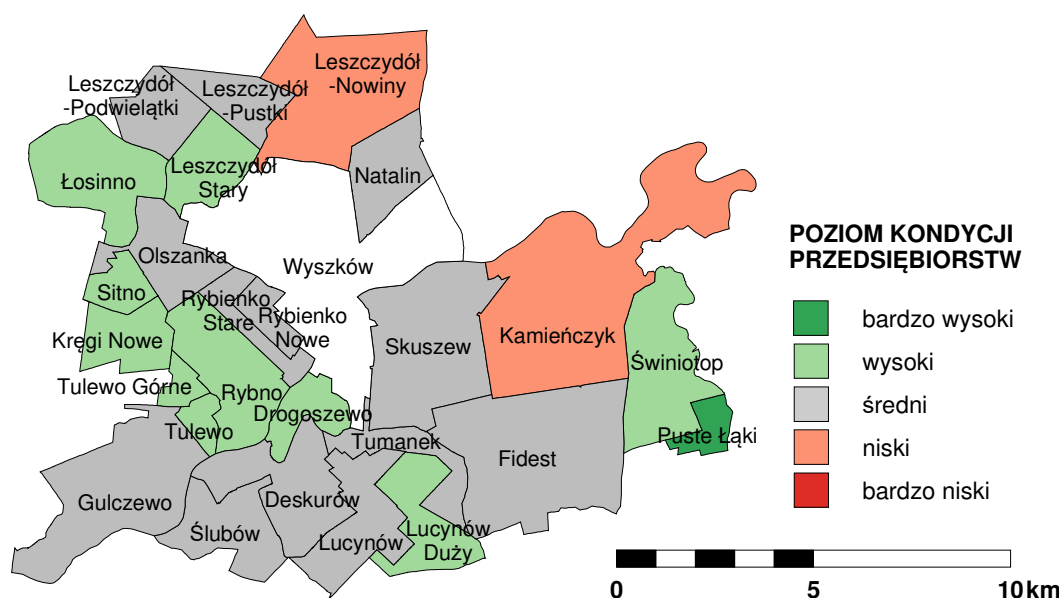 Leszczydół
-Nowiny
Leszczydół
-Podwielątki
Leszczydół
-Pustki
Łosinno
Leszczydół
Stary
Natalin
Olszanka
Wyszków
Sitno
Rybienko
Stare
Rybienko
Nowe
Kręgi Nowe
Skuszew
Kamieńczyk
Świniotop
Tulewo Górne
Rybno
Drogoszewo
Tulewo
Tumanek
Puste Łąki
Fidest
Gulczewo
Deskurów
Ślubów
Lucynów
Lucynów
Duży
POZIOM KONDYCJI
PRZEDSIĘBIORSTW
bardzo wysoki
wysoki
średni
niski
bardzo niski
0 5 10 km